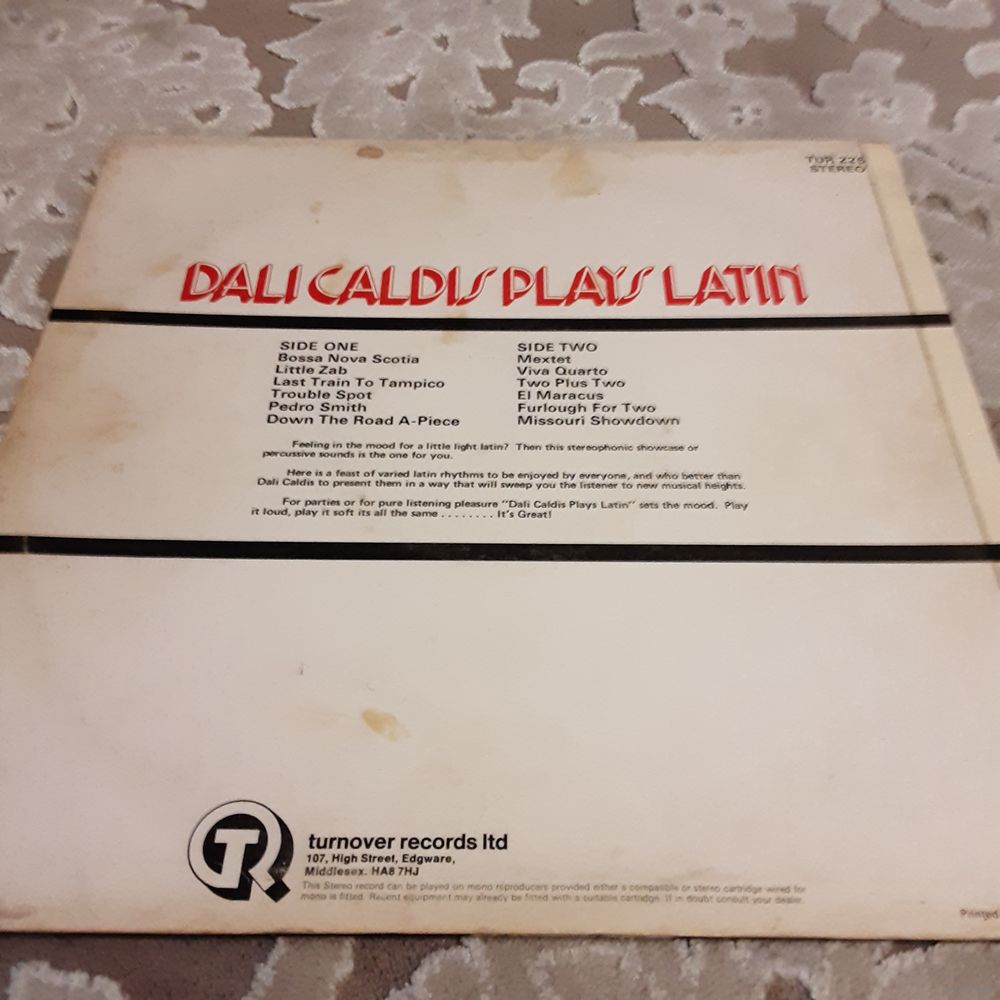 TUR 225
STEREO
DALI CALDIS PLAYS LATIN
SIDE ONE
Bossa Nova Scotia
Little Zab
Last Train To Tampico
Trouble Spot
Pedro Smith
Down The Road A-Piece
SIDE TWO
Mextet
Viva Quarto
Two Plus Two
El Maracus
Furlough For Two
Missouri Showdown
Feeling in the mood for a little light latin? Then this stereophonic showcase or
percussive sounds is the one for you.
Here is a feast of varied latin rhythms to be enjoyed by everyone, and who better than
Dali Caldis to present them in a way that will sweep you the listener to new musical heights.
For parties or for pure listening pleasure "Dali Caldis Plays Latin" sets the mood. Play
it loud, play it soft its all the same ........ It's Great!
TR
turnover records ltd
107, High Street, Edgware,
Middlesex. HA8 7HJ
This Stereo record can be played on mono reproducers provided either a compatible or stereo cartridge wired for
mono is fitted. Recent equipment may already be fitted with a suitable cartridge. If in doubt consult your dealer.
Printed